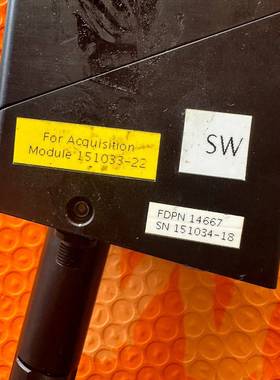 For Acquisition
Module 151033-22
SW
FDPN 14667
SN 151034-18